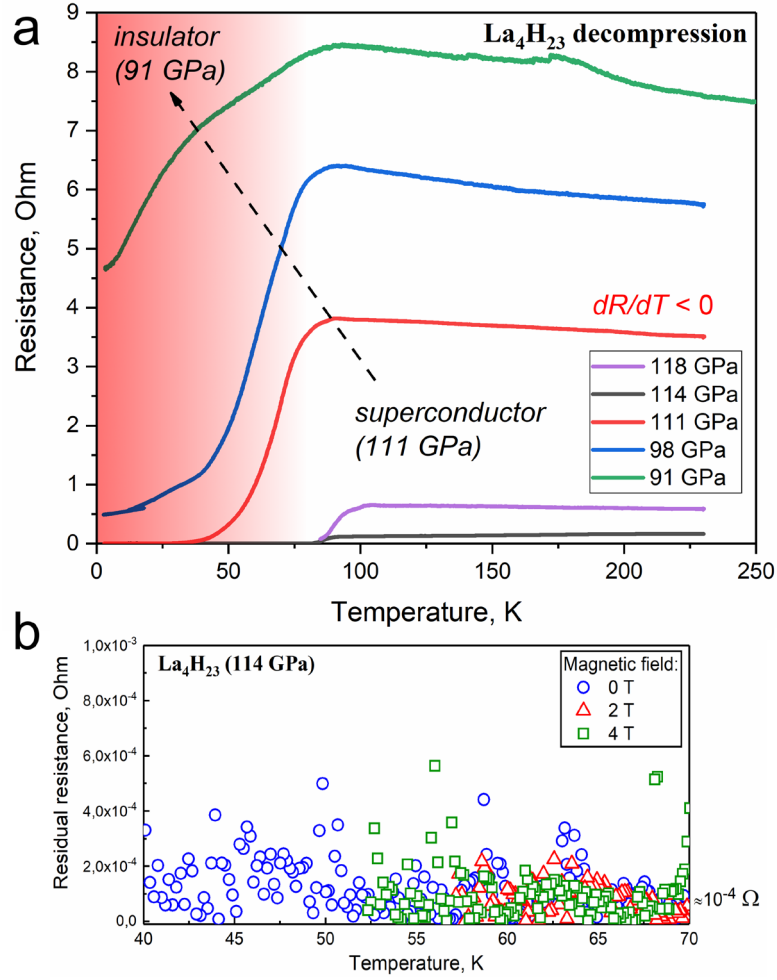 a
La₄H₂₃ decompression
insulator
(91 GPa)
9
8
7
6
5
4
3
2
1
0
Resistance, Ohm
dR/dT < 0
superconductor
(111 GPa)
118 GPa
114 GPa
111 GPa
98 GPa
91 GPa
0 50 100 150 200 250
Temperature, K
b
La₄H₂₃ (114 GPa)
Magnetic field:
0 T
2 T
4 T
1,0x10⁻³
8,0x10⁻⁴
6,0x10⁻⁴
4,0x10⁻⁴
2,0x10⁻⁴
0,0
Residual resistance, Ohm
≈10⁻⁴ Ω
40 45 50 55 60 65 70
Temperature, K